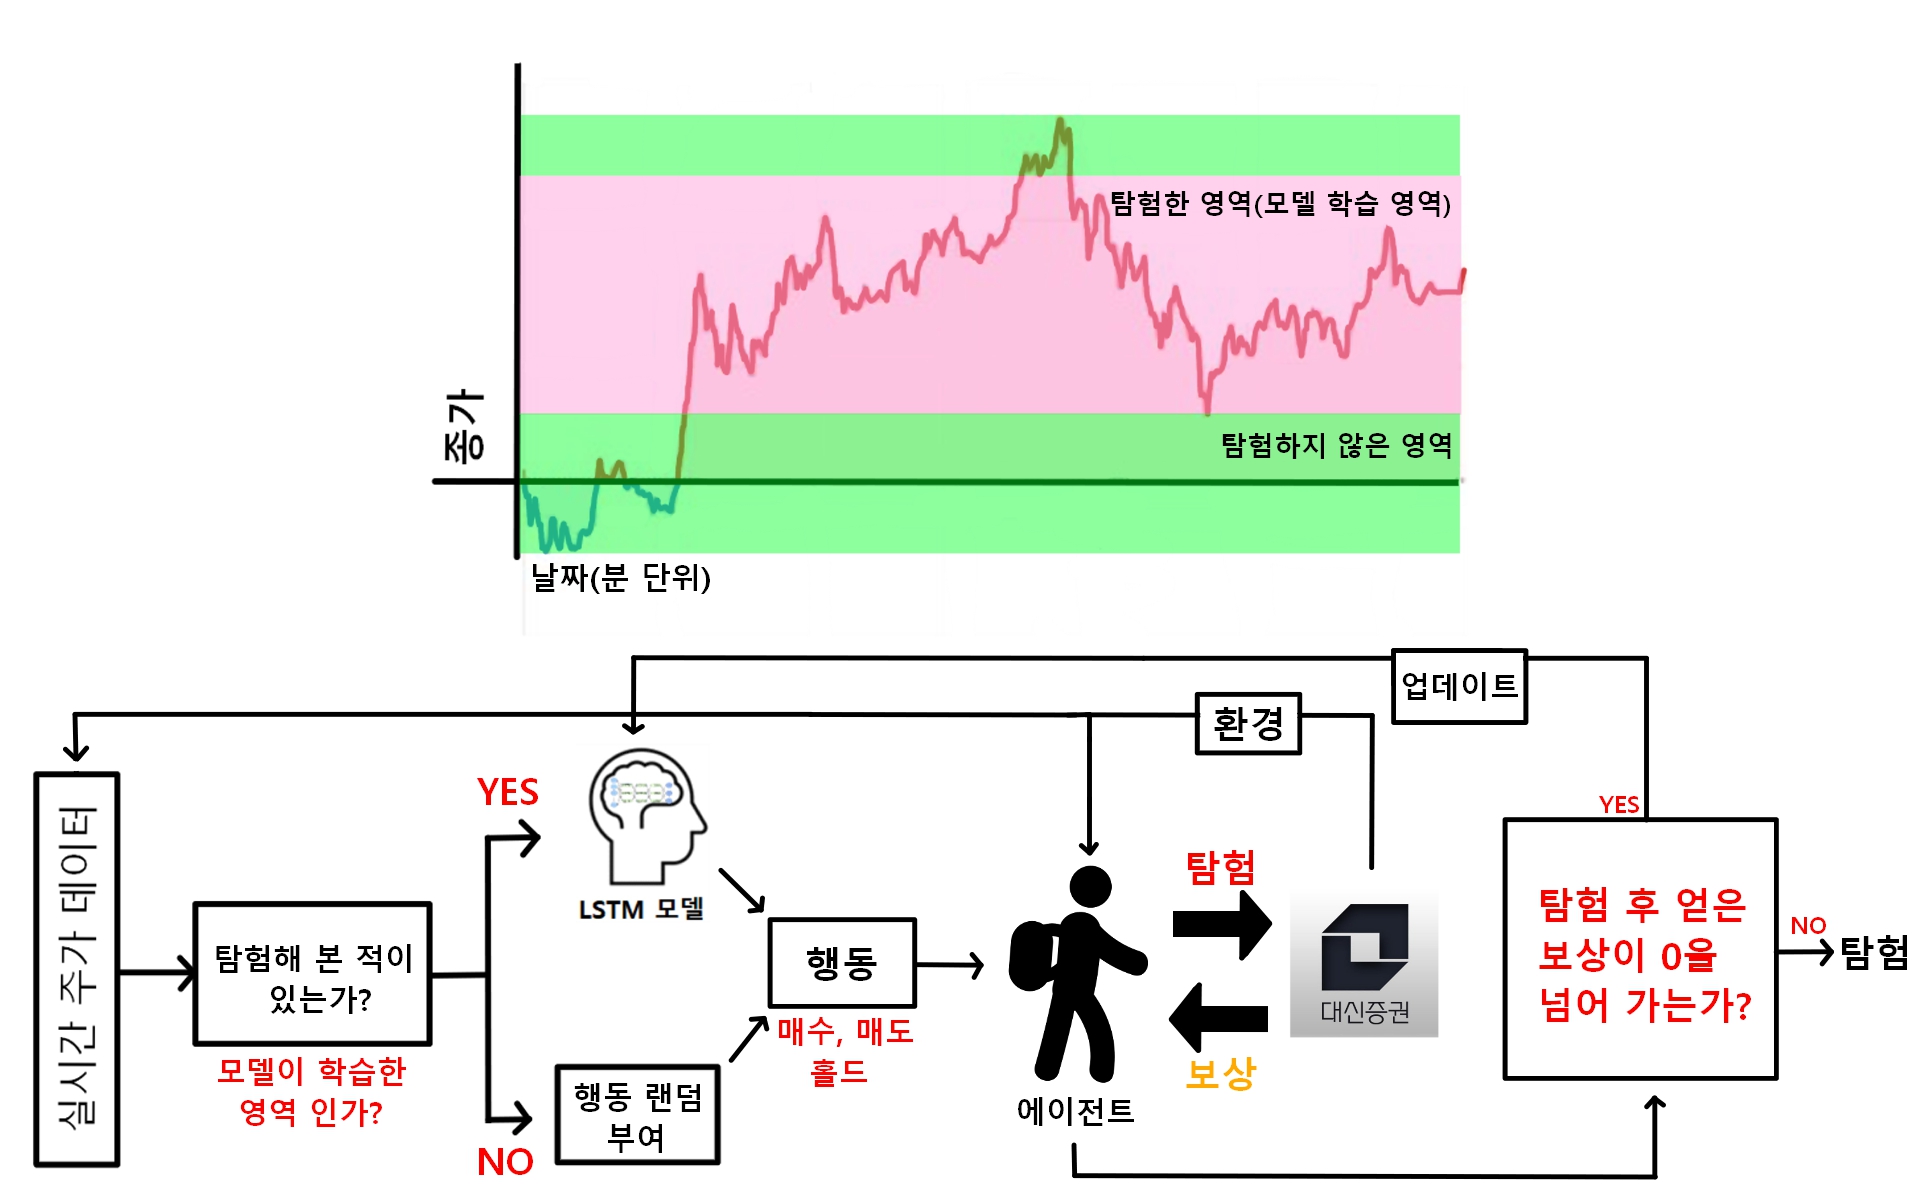 종가
탐험한 영역(모델 학습 영역)
탐험하지 않은 영역
날짜(분 단위)
업데이트
환경
실시간 주가 데이터
탐험해 본 적이
있는가?
모델이 학습한
영역 인가?
YES
NO
LSTM 모델
행동 랜덤
부여
행동
매수, 매도
홀드
에이전트
탐험
보상
대신증권
YES
탐험 후 얻은
보상이 0을
넘어 가는가?
NO
탐험